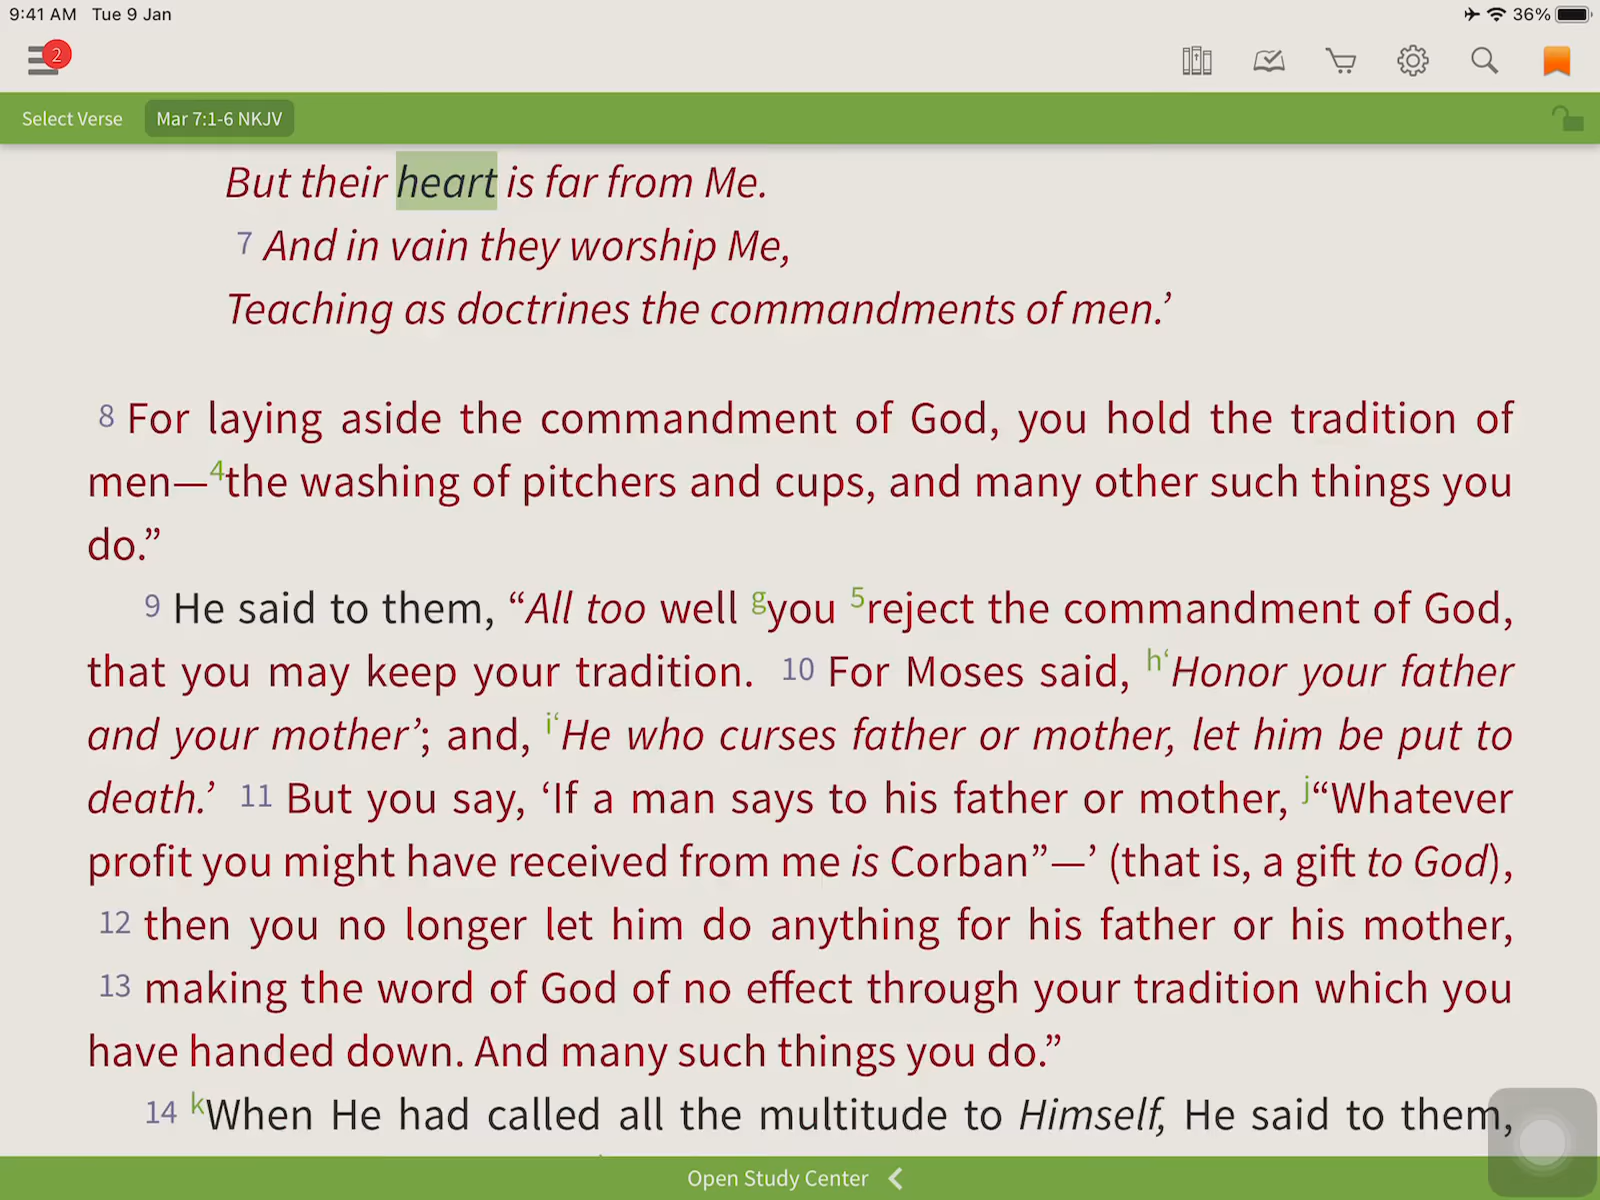 9:41 AM Tue 9 Jan
36%
2
Select Verse
Mar 7:1-6 NKJV
But their heart is far from Me.
7 And in vain they worship Me,
Teaching as doctrines the commandments of men.’
8 For laying aside the commandment of God, you hold the tradition of
men—4the washing of pitchers and cups, and many other such things you
do.”
9 He said to them, “All too well gyou 5reject the commandment of God,
that you may keep your tradition. 10 For Moses said, h‘Honor your father
and your mother’; and, i‘He who curses father or mother, let him be put to
death.’ 11 But you say, ‘If a man says to his father or mother, j“Whatever
profit you might have received from me is Corban”—’ (that is, a gift to God),
12 then you no longer let him do anything for his father or his mother,
13 making the word of God of no effect through your tradition which you
have handed down. And many such things you do.”
14 kWhen He had called all the multitude to Himself, He said to them,
Open Study Center